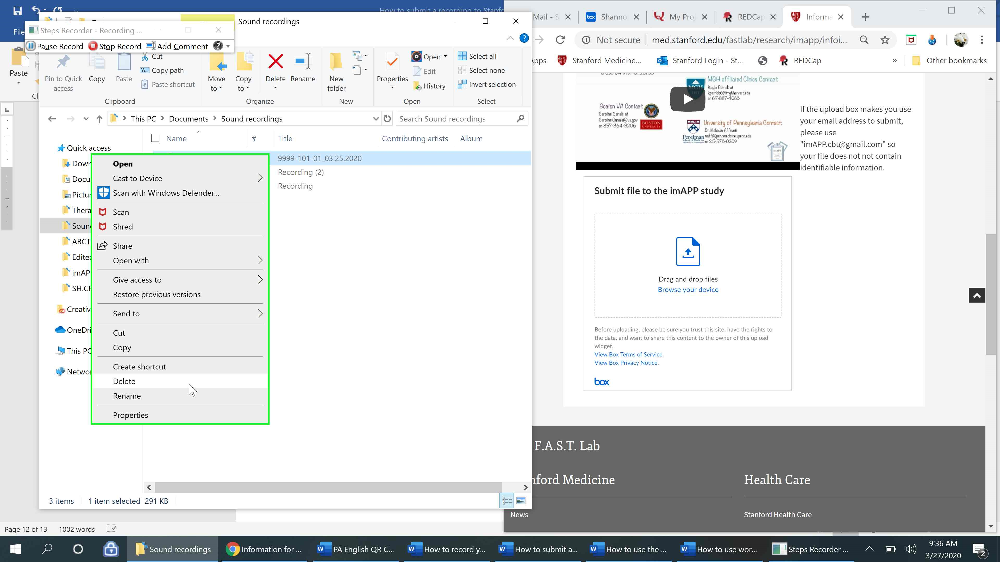 How to submit a recording to Stanfo
File
Steps Recorder - Recording ...
Pause Record
Stop Record
Add Comment
Sound recordings
Paste
Pin to Quick access
Copy
Paste
Cut
Copy path
Paste shortcut
Clipboard
Move to
Copy to
Delete
Rename
Organize
New folder
New
Properties
Open
Edit
History
Open
Select all
Select none
Invert selection
Select
This PC > Documents > Sound recordings
Search Sound recordings
Name
#
Title
Contributing artists
Album
Quick access
Dow
Docu
Pictur
Thera
Soun
ABCT
Edite
imAP
SH.C
Creativ
OneDri
This PC
Netwo
9999-101-01_03.25.2020
Recording (2)
Recording
Open
Cast to Device
Scan with Windows Defender...
Scan
Shred
Share
Open with
Give access to
Restore previous versions
Send to
Cut
Copy
Create shortcut
Delete
Rename
Properties
3 items
1 item selected 291 KB
Page 12 of 13
1002 words
Mail - S
box Shanno
My Proj
REDCap
Informa
Not secure
med.stanford.edu/fastlab/research/imapp/infoi...
Apps
Stanford Medicine...
Stanford Login - St...
REDCap
»
Other bookmarks
MGH affiliated Clinics Contact:
Kayle Patrick at
kpatrick6@mgh.harvard.edu
or 617-887-4063
Boston VA Contact:
Caroline Canale at
Caroline.Canale@va.gov
or 857-364-3206
BOSTON UNIVERSITY
University of Pennsylvania Contact:
Dr. Nicholas Affrunti
naff@pennmedicine.upenn.edu
or 215-573-0209
Perelman
School of Medicine
If the upload box makes you use
your email address to submit,
please use
"imAPP.cbt@gmail.com" so
your file does not not contain
identifiable information.
Submit file to the imAPP study
Drag and drop files
Browse your device
Before uploading, please be sure you trust this site, have the rights to
the data, and want to share this content to the owner of this upload
widget.
View Box Terms of Service.
View Box Privacy Notice.
box
F.A.S.T. Lab
nford Medicine
Health Care
News
Stanford Health Care
Sound recordings
Information for ...
PA English QR C...
How to record y...
How to submit a...
How to use the ...
How to use wor...
Steps Recorder ...
9:36 AM
3/27/2020
2